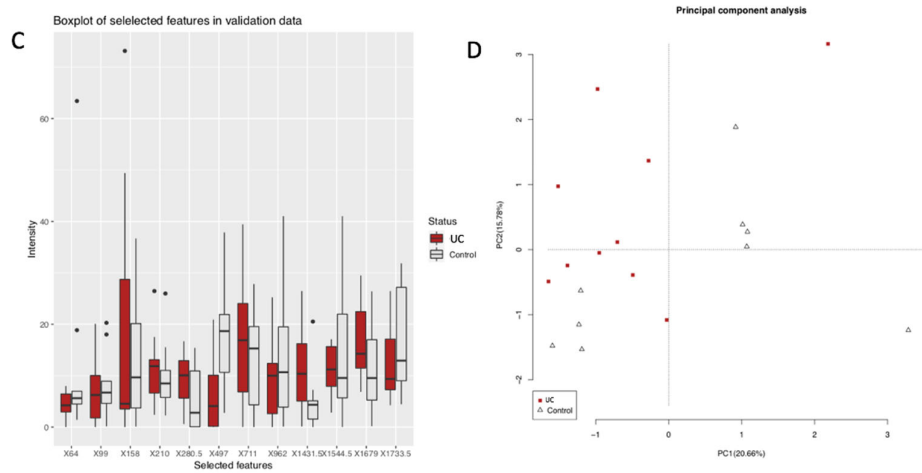 C
Boxplot of selelected features in validation data
60
40
20
0
Intensity
X64 X99 X158 X210 X280.5 X497 X711 X962 X1431.5 X1544.5 X1679 X1733.5
Selected features
Status
UC
Control
D
Principal component analysis
3
2
1
0
−1
−2
PC2(15.78%)
UC
Control
−1 0 1 2 3
PC1(20.66%)